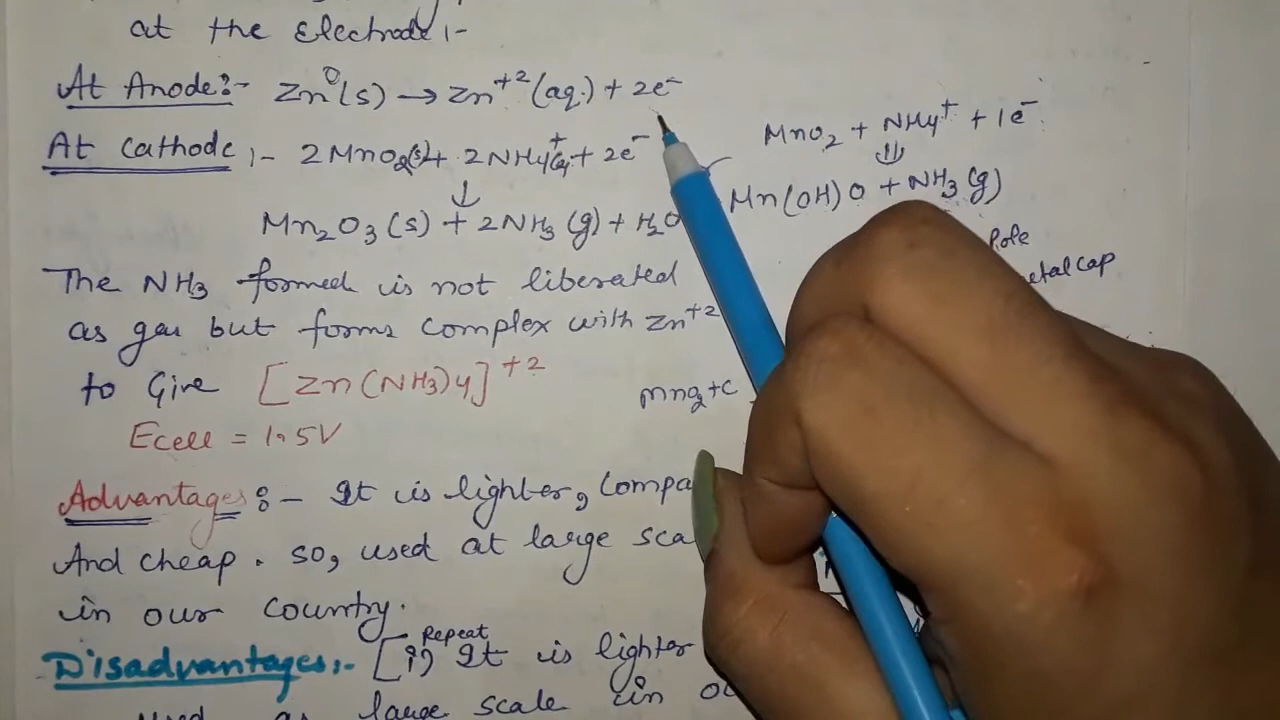 at the Electrode :-
At Anode :- Zn⁰(s) → Zn⁺²(aq.) + 2e⁻
At Cathode :- 2MnO₂(s) + 2NH₄⁺(aq) + 2e⁻
↓
Mn₂O₃(s) + 2NH₃(g) + H₂O
MnO₂ + NH₄⁺ + 1e⁻
⇓
Mn(OH)O + NH₃(g)
The NH₃ formed is not liberated
as gas but forms complex with Zn⁺²
to Give [Zn(NH₃)₄]⁺²
Ecell = 1.5V
Pole
metal cap
MnO₂+C
Advantages :- It is lighter, Compa
And cheap. So, used at large sca
in our country.
Repeat
Disadvantages :- [i) It is lighter
used as large scale in ou